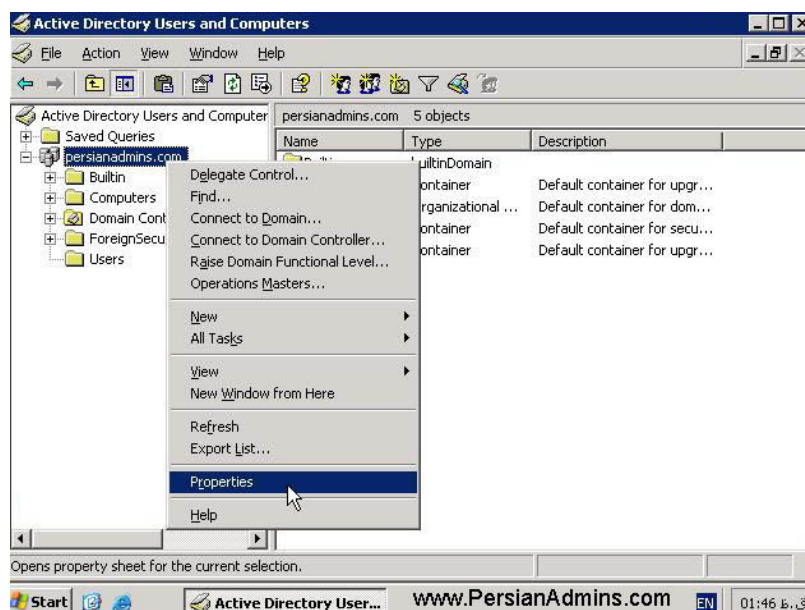 Active Directory Users and Computers
File Action View Window Help
Active Directory Users and Computer
Saved Queries
persianadmins.com
Builtin
Computers
Domain Cont
ForeignSecu
Users
persianadmins.com 5 objects
Name Type Description
builtinDomain
ontainer Default container for upgr...
rganizational ... Default container for dom...
ontainer Default container for secu...
ontainer Default container for upgr...
Delegate Control...
Find...
Connect to Domain...
Connect to Domain Controller...
Raise Domain Functional Level...
Operations Masters...
New
All Tasks
View
New Window from Here
Refresh
Export List...
Properties
Help
Opens property sheet for the current selection.
Start Active Directory User... www.PersianAdmins.com EN 01:46